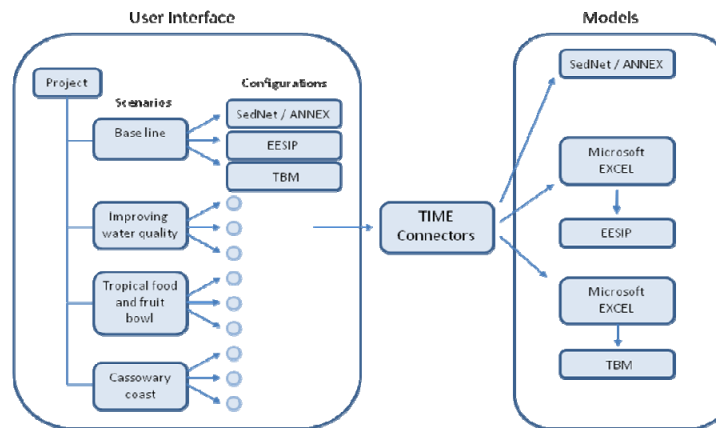 User Interface
Models
Project
Scenarios
Configurations
Base line
SedNet / ANNEX
EESIP
TBM
Improving
water quality
Tropical food
and fruit
bowl
Cassowary
coast
TIME
Connectors
SedNet / ANNEX
Microsoft
EXCEL
EESIP
Microsoft
EXCEL
TBM